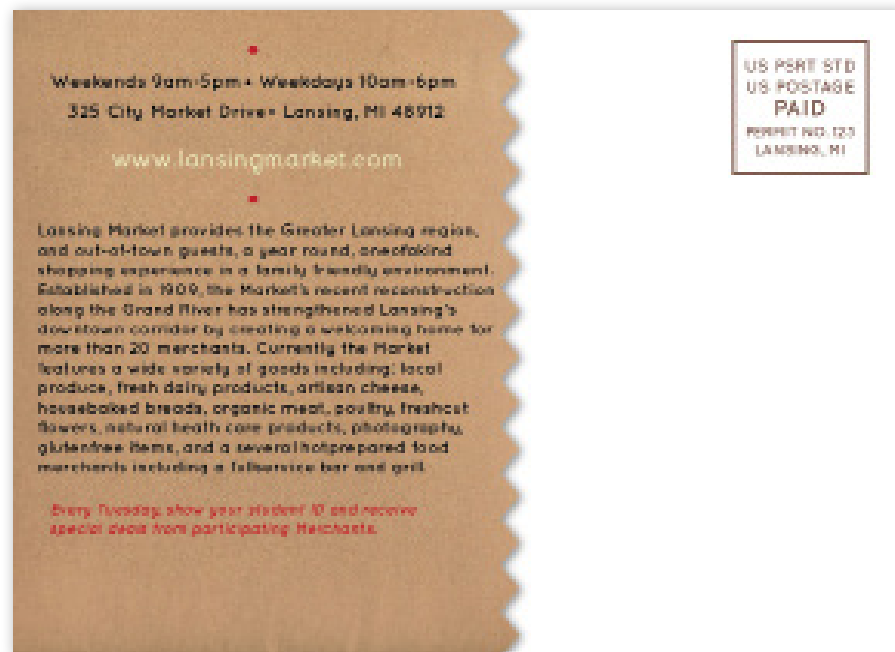 Weekends 9am-5pm • Weekdays 10am-6pm
325 City Market Drive• Lansing, MI 48912
www.lansingmarket.com
Lansing Market provides the Greater Lansing region,
and out-of-town guests, a year round, oneofakind
shopping experience in a family friendly environment.
Established in 1909, the Market's recent reconstruction
along the Grand River has strengthened Lansing's
downtown corridor by creating a welcoming home for
more than 20 merchants. Currently the Market
features a wide variety of goods including: local
produce, fresh dairy products, artisan cheese,
housebaked breads, organic meat, poultry, freshcut
flowers, natural heath care products, photography,
glutenfree items, and a severalhotprepared food
merchants including a fullservice bar and grill.
Every Tuesday, show your student ID and receive
special deals from participating Merchants.
US PSRT STD
US POSTAGE
PAID
PERMIT NO. 123
LANSING, MI